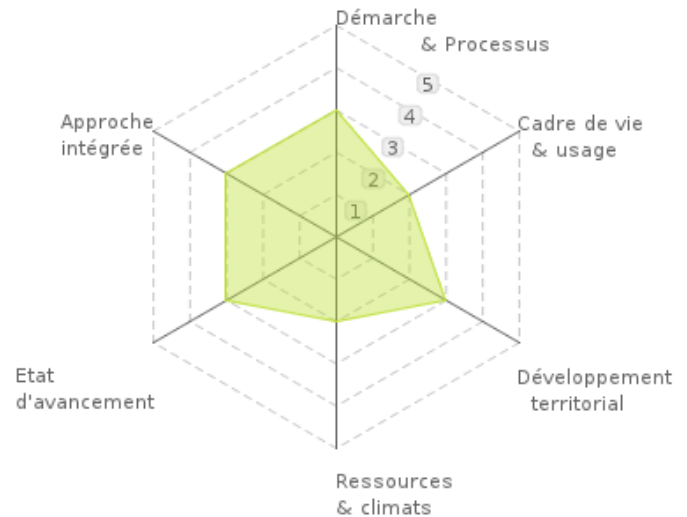 Démarche
& Processus
5
4
Approche
intégrée
Cadre de vie
& usage
3
2
1
Etat
d'avancement
Développement
territorial
Ressources
& climats